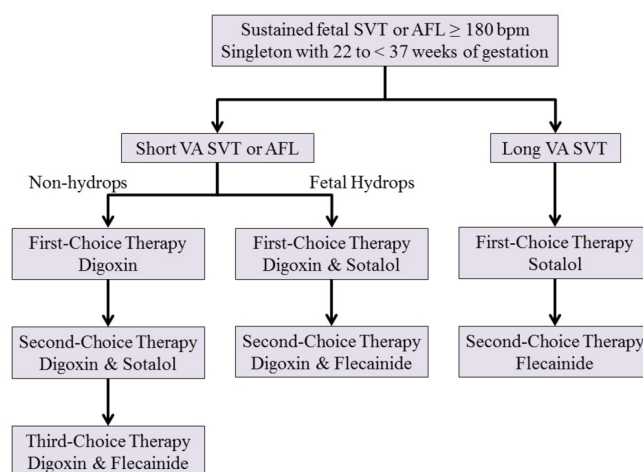 Sustained fetal SVT or AFL ≥ 180 bpm
Singleton with 22 to < 37 weeks of gestation
Short VA SVT or AFL
Long VA SVT
Non-hydrops
Fetal Hydrops
First-Choice Therapy
Digoxin
First-Choice Therapy
Digoxin & Sotalol
First-Choice Therapy
Sotalol
Second-Choice Therapy
Digoxin & Sotalol
Second-Choice Therapy
Digoxin & Flecainide
Second-Choice Therapy
Flecainide
Third-Choice Therapy
Digoxin & Flecainide